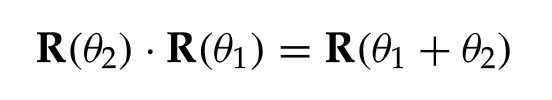 𝐑(θ₂) · 𝐑(θ₁) = 𝐑(θ₁ + θ₂)